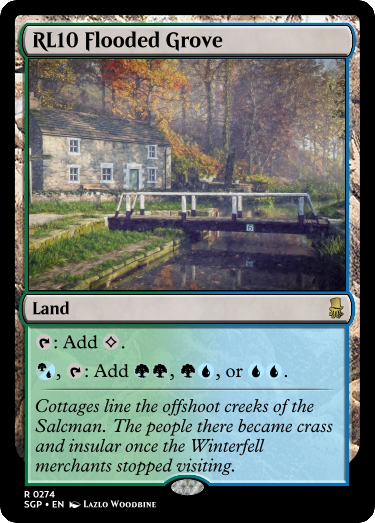 RL10 Flooded Grove
Land
: Add .
, : Add , , or .
Cottages line the offshoot creeks of the
Salcman. The people there became crass
and insular once the Winterfell
merchants stopped visiting.
R 0274
SGP • EN Lazlo Woodbine